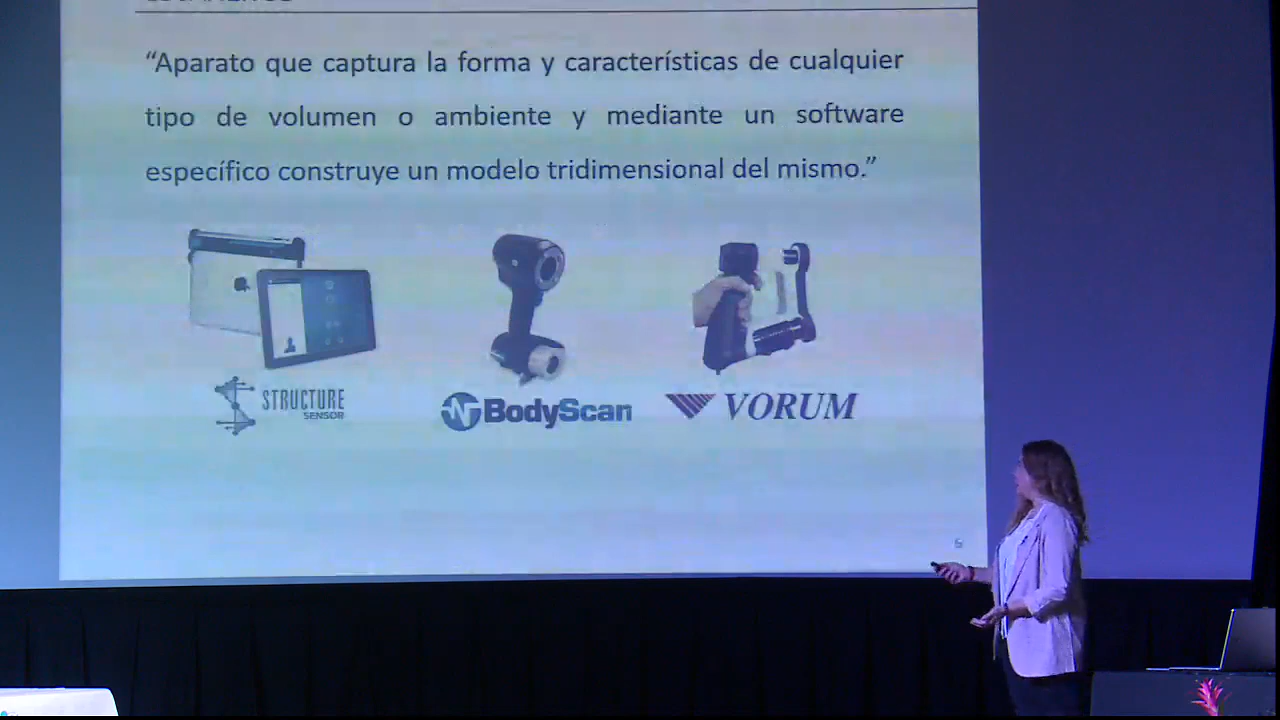 “Aparato que captura la forma y características de cualquier
tipo de volumen o ambiente y mediante un software
específico construye un modelo tridimensional del mismo.”
STRUCTURE
SENSOR
BodyScan
VORUM